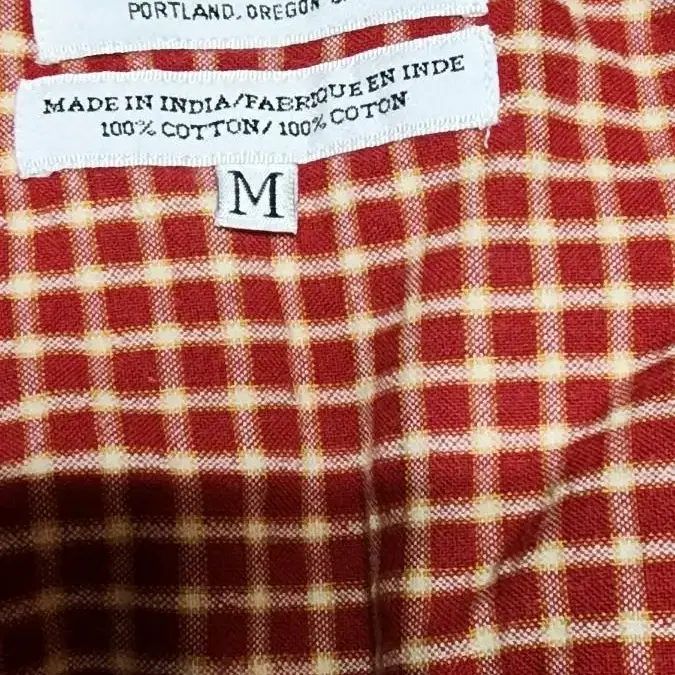 PORTLAND. OREGON
MADE IN INDIA/FABRIQUE EN INDE
100% COTTON/ 100% COTON
M